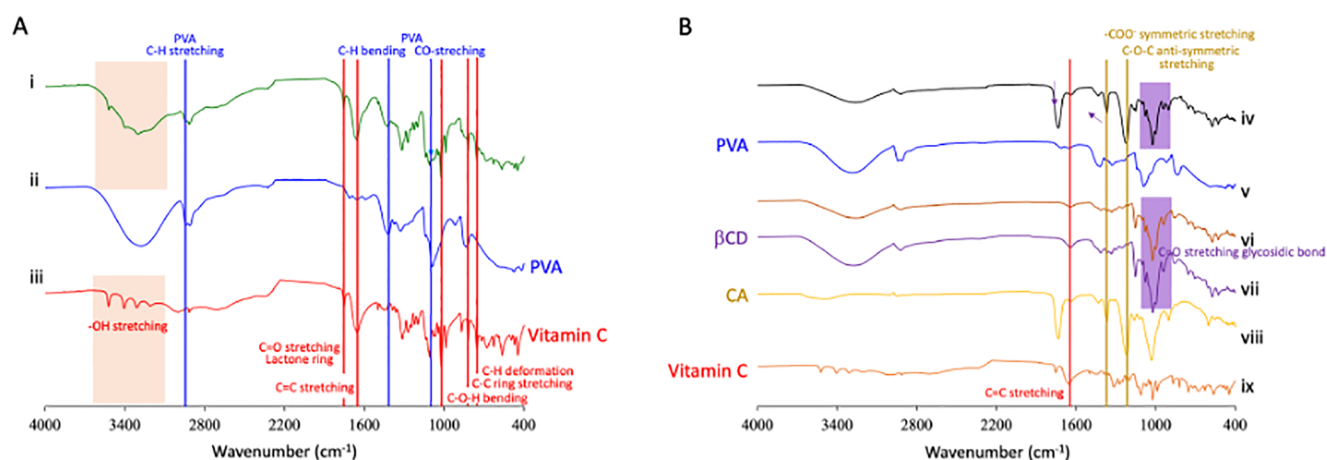 A
PVA
C-H stretching
C-H bending
PVA
CO-streching
i
ii
iii
PVA
-OH stretching
Vitamin C
C=O stretching
Lactone ring
C=C stretching
C-H deformation
C-C ring stretching
C-O-H bending
4000 3400 2800 2200 1600 1000 400
Wavenumber (cm-1)
B
-COO- symmetric stretching
C-O-C anti-symmetric
stretching
iv
PVA
v
vi
βCD
C=O stretching glycosidic bond
vii
CA
viii
Vitamin C
ix
C=C stretching
4000 3400 2800 2200 1600 1000 400
Wavenumber (cm-1)